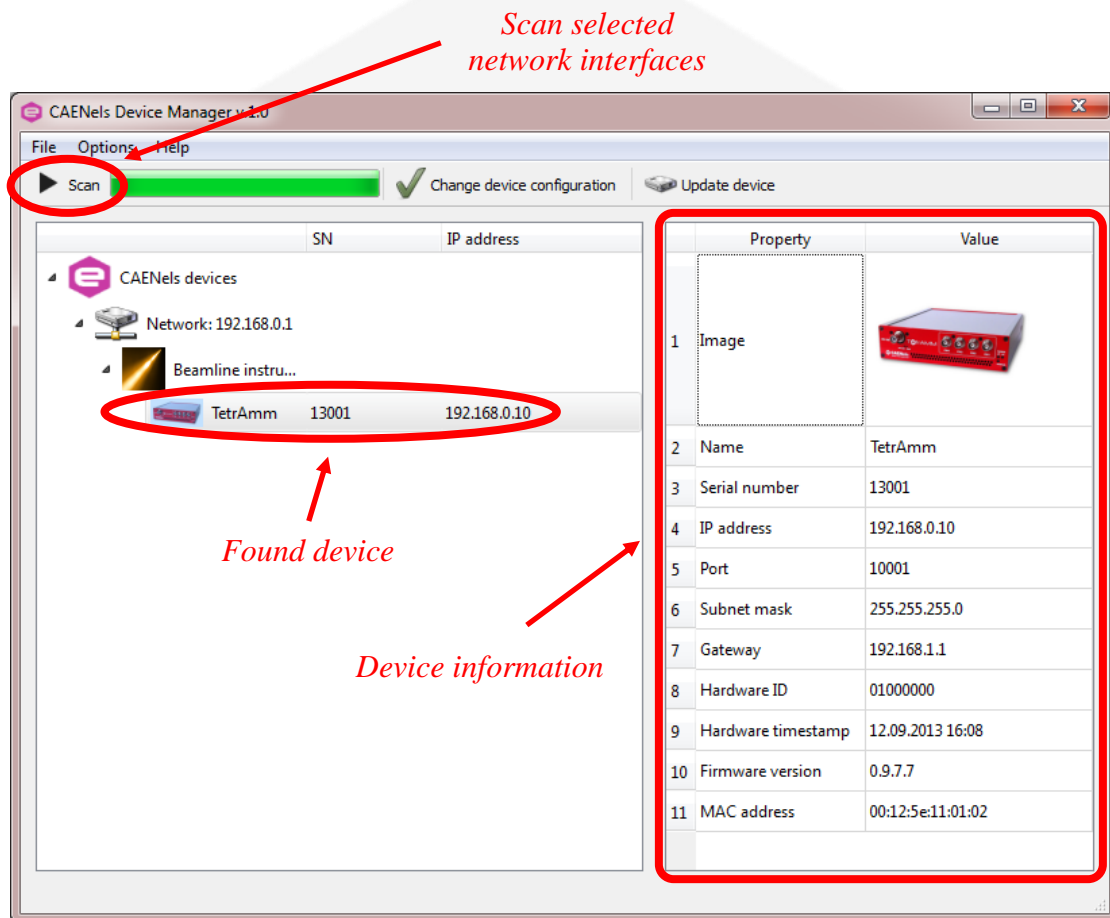 Scan selected
network interfaces
CAENels Device Manager v.1.0
File Options Help
Scan Change device configuration Update device
SN IP address
CAENels devices
Network: 192.168.0.1
Beamline instru...
TetrAmm 13001 192.168.0.10
Found device
Device information
Property Value
1 Image
2 Name TetrAmm
3 Serial number 13001
4 IP address 192.168.0.10
5 Port 10001
6 Subnet mask 255.255.255.0
7 Gateway 192.168.1.1
8 Hardware ID 01000000
9 Hardware timestamp 12.09.2013 16:08
10 Firmware version 0.9.7.7
11 MAC address 00:12:5e:11:01:02